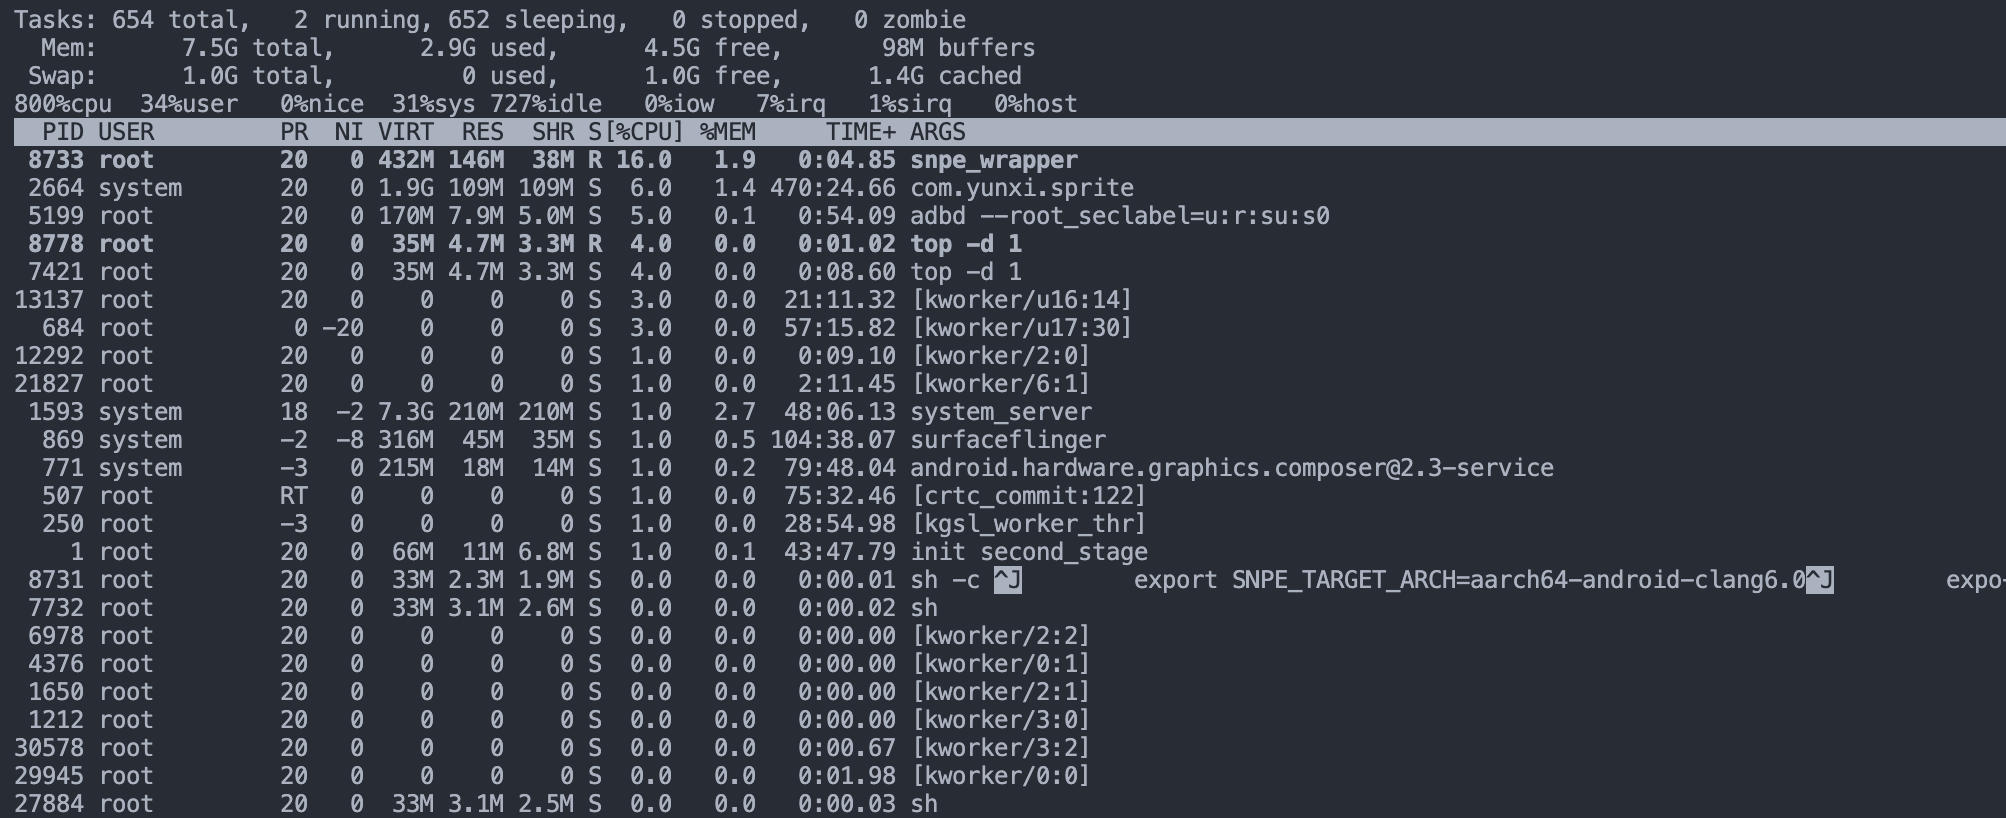 Tasks: 654 total,   2 running, 652 sleeping,   0 stopped,   0 zombie
  Mem:      7.5G total,      2.9G used,      4.5G free,       98M buffers
 Swap:      1.0G total,         0 used,      1.0G free,      1.4G cached
800%cpu  34%user   0%nice  31%sys 727%idle   0%iow   7%irq   1%sirq   0%host
  PID USER         PR  NI VIRT  RES  SHR S[%CPU] %MEM     TIME+ ARGS
 8733 root         20   0 432M 146M  38M R 16.0   1.9   0:04.85 snpe_wrapper
 2664 system       20   0 1.9G 109M 109M S  6.0   1.4 470:24.66 com.yunxi.sprite
 5199 root         20   0 170M 7.9M 5.0M S  5.0   0.1   0:54.09 adbd --root_seclabel=u:r:su:s0
 8778 root         20   0  35M 4.7M 3.3M R  4.0   0.0   0:01.02 top -d 1
 7421 root         20   0  35M 4.7M 3.3M S  4.0   0.0   0:08.60 top -d 1
13137 root         20   0    0    0    0 S  3.0   0.0  21:11.32 [kworker/u16:14]
  684 root          0 -20    0    0    0 S  3.0   0.0  57:15.82 [kworker/u17:30]
12292 root         20   0    0    0    0 S  1.0   0.0   0:09.10 [kworker/2:0]
21827 root         20   0    0    0    0 S  1.0   0.0   2:11.45 [kworker/6:1]
 1593 system       18  -2 7.3G 210M 210M S  1.0   2.7  48:06.13 system_server
  869 system       -2  -8 316M  45M  35M S  1.0   0.5 104:38.07 surfaceflinger
  771 system       -3   0 215M  18M  14M S  1.0   0.2  79:48.04 android.hardware.graphics.composer@2.3-service
  507 root         RT   0    0    0    0 S  1.0   0.0  75:32.46 [crtc_commit:122]
  250 root         -3   0    0    0    0 S  1.0   0.0  28:54.98 [kgsl_worker_thr]
    1 root         20   0  66M  11M 6.8M S  1.0   0.1  43:47.79 init second_stage
 8731 root         20   0  33M 2.3M 1.9M S  0.0   0.0   0:00.01 sh -c ^J        export SNPE_TARGET_ARCH=aarch64-android-clang6.0^J        expo
 7732 root         20   0  33M 3.1M 2.6M S  0.0   0.0   0:00.02 sh
 6978 root         20   0    0    0    0 S  0.0   0.0   0:00.00 [kworker/2:2]
 4376 root         20   0    0    0    0 S  0.0   0.0   0:00.00 [kworker/0:1]
 1650 root         20   0    0    0    0 S  0.0   0.0   0:00.00 [kworker/2:1]
 1212 root         20   0    0    0    0 S  0.0   0.0   0:00.00 [kworker/3:0]
30578 root         20   0    0    0    0 S  0.0   0.0   0:00.67 [kworker/3:2]
29945 root         20   0    0    0    0 S  0.0   0.0   0:01.98 [kworker/0:0]
27884 root         20   0  33M 3.1M 2.5M S  0.0   0.0   0:00.03 sh